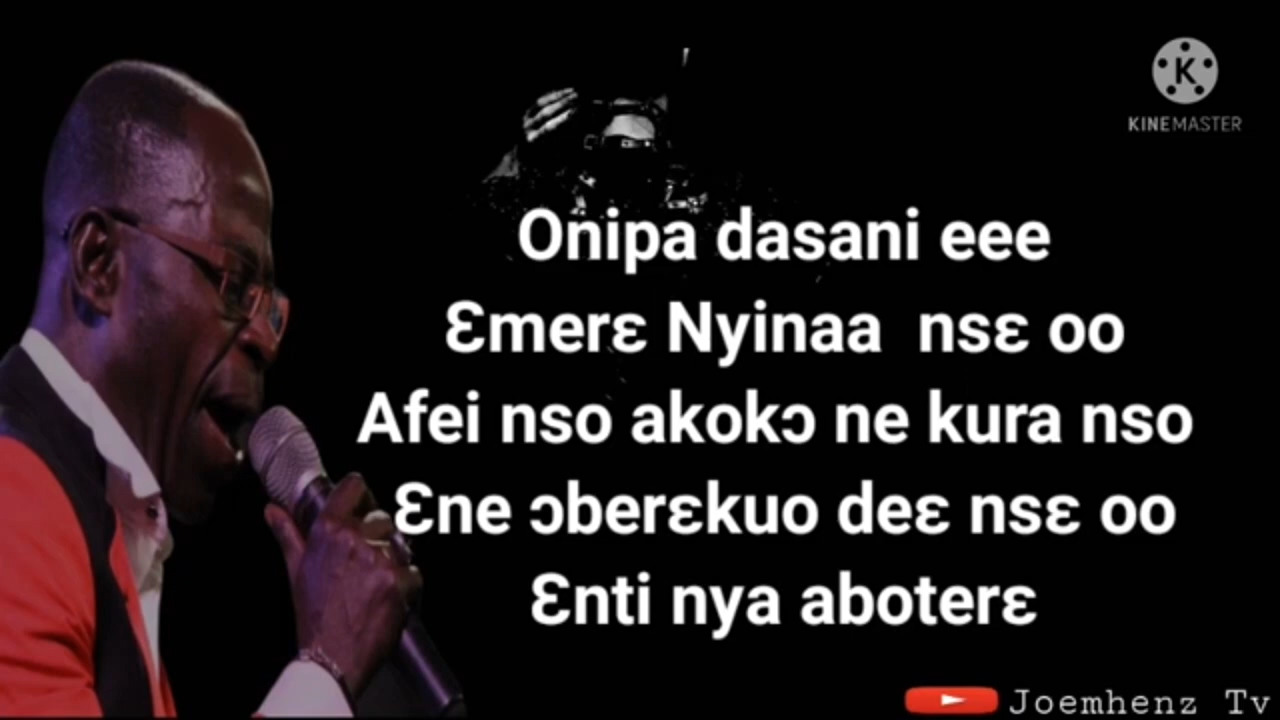 KINEMASTER
Onipa dasani eee
Ɛmerɛ Nyinaa nsɛ oo
Afei nso akokɔ ne kura nso
Ɛne ɔberɛkuo deɛ nsɛ oo
Ɛnti nya aboterɛ
Joemhenz Tv